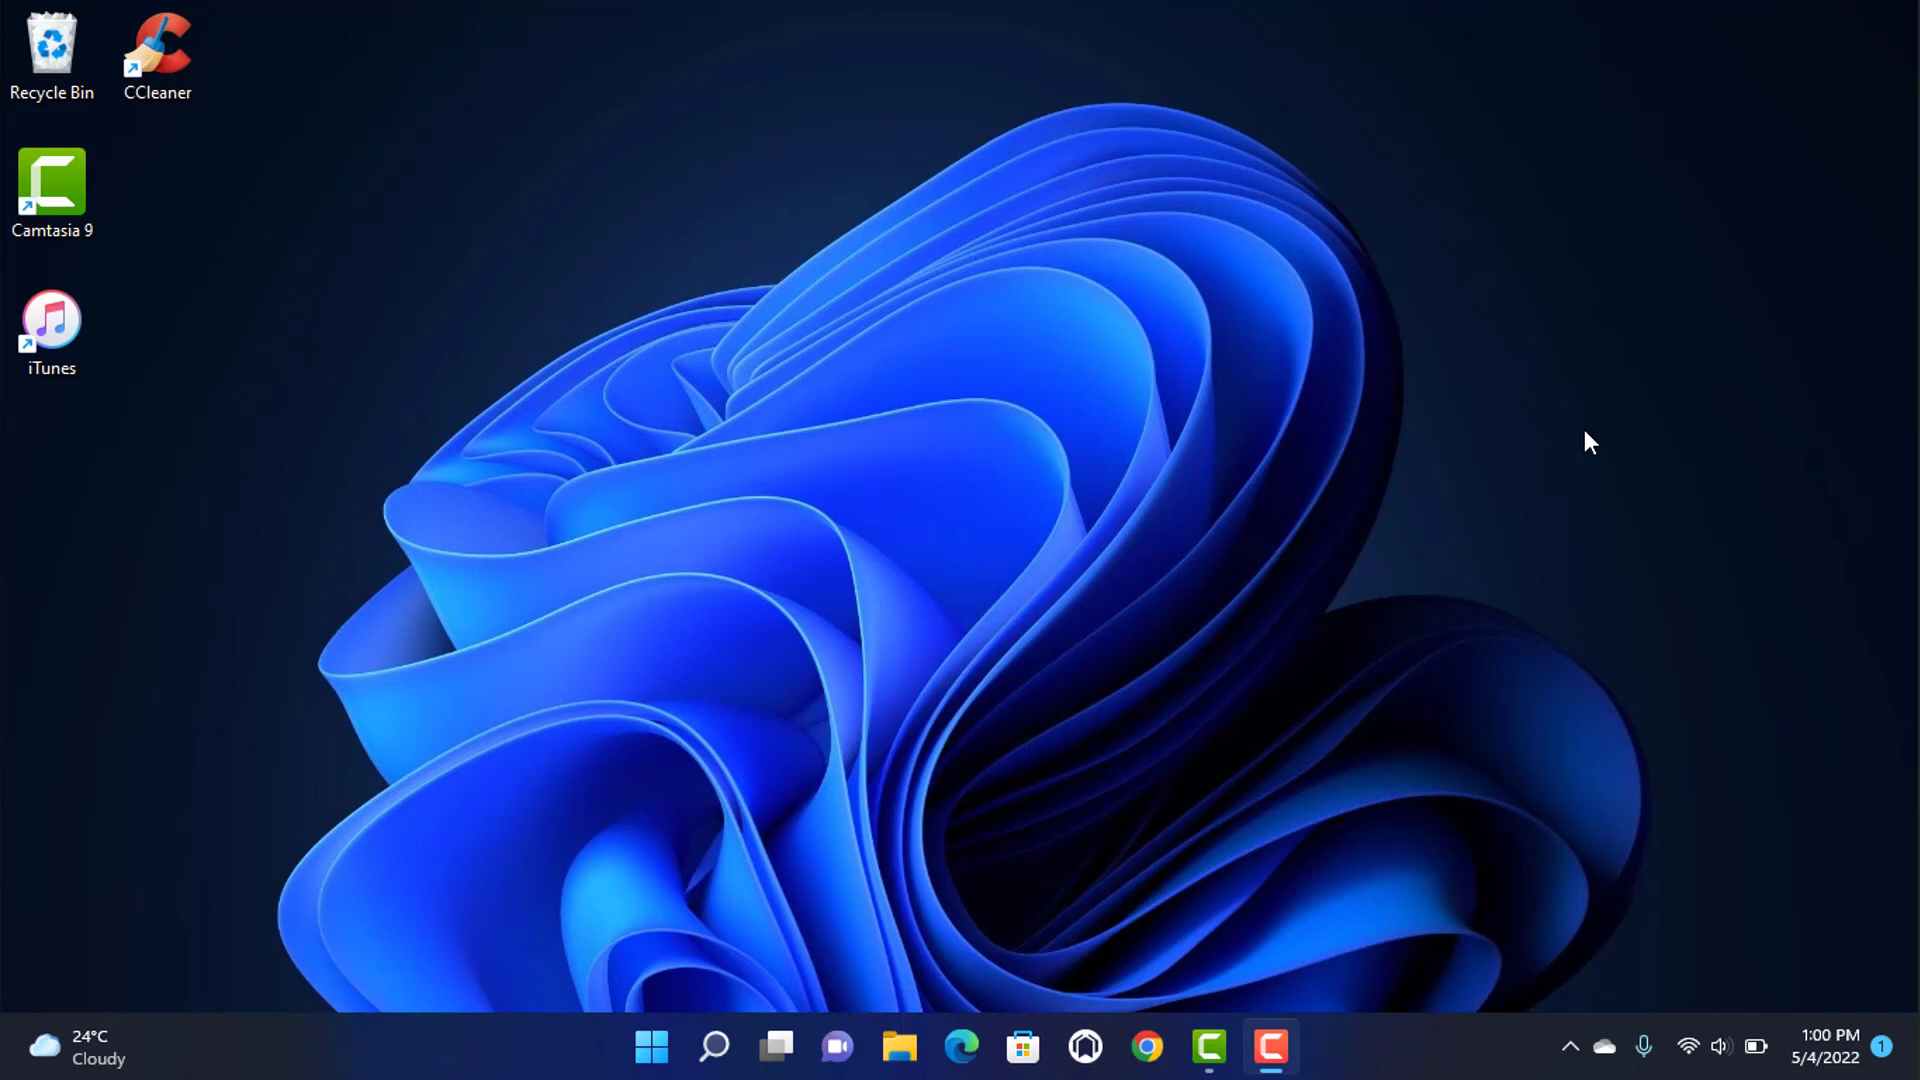 Recycle Bin
CCleaner
Camtasia 9
iTunes
24°C
Cloudy
1:00 PM
5/4/2022
1